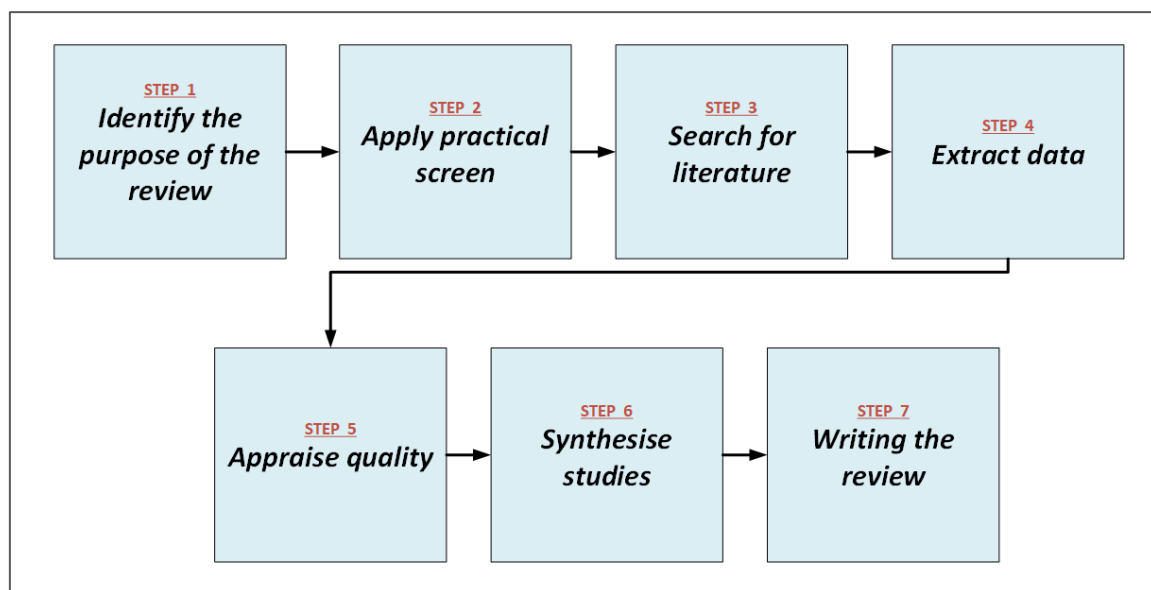 STEP 1
Identify the
purpose of the
review
STEP 2
Apply practical
screen
STEP 3
Search for
literature
STEP 4
Extract data
STEP 5
Appraise quality
STEP 6
Synthesise
studies
STEP 7
Writing the
review